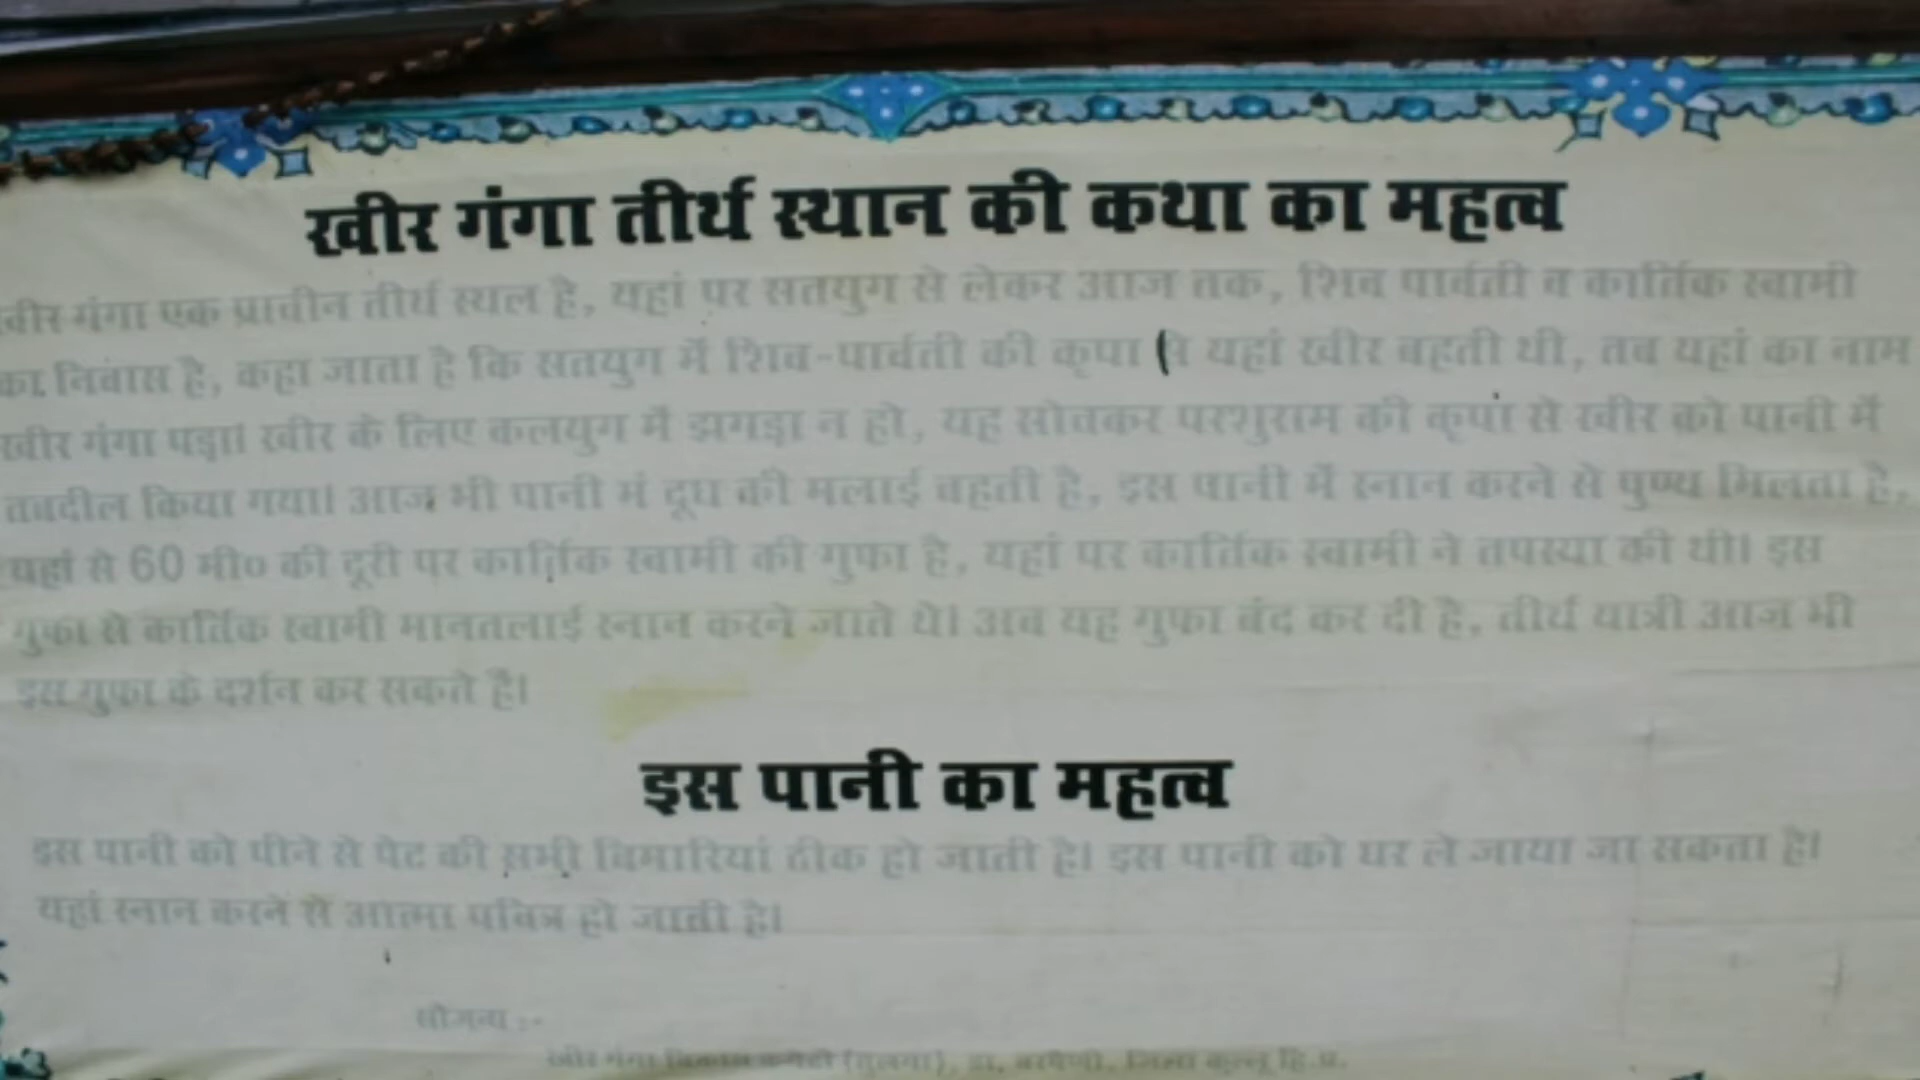 खीर गंगा तीर्थ स्थान की कथा का महत्व
खीर गंगा एक प्राचीन तीर्थ स्थल है, यहां पर सतयुग से लेकर आज तक, शिव पार्वती व कार्तिक स्वामी
का निवास है, कहा जाता है कि सतयुग में शिव-पार्वती की कृपा से यहां खीर बहती थी, तब यहां का नाम
खीर गंगा पड़ा। खीर के लिए कलयुग में झगड़ा न हो, यह सोचकर परशुराम की कृपा से खीर को पानी में
तबदील किया गया। आज भी पानी में दूध की मलाई बहती है, इस पानी में स्नान करने से पुण्य मिलता है,
यहां से 60 मी० की दूरी पर कार्तिक स्वामी की गुफा है, यहां पर कार्तिक स्वामी ने तपस्या की थी। इस
गुफा से कार्तिक स्वामी मानतलाई स्नान करने जाते थे। अब यह गुफा बंद कर दी है, तीर्थ यात्री आज भी
इस गुफा के दर्शन कर सकते है।
इस पानी का महत्व
इस पानी को पीने से पेट की सभी बिमारियां ठीक हो जाती है। इस पानी को घर ले जाया जा सकता है।
यहां स्नान करने से आत्मा पवित्र हो जाती है।
सौजन्य :-
खीर गंगा विकास कमेटी डा. बरषैणी, जिला कुल्लू हि.प्र.